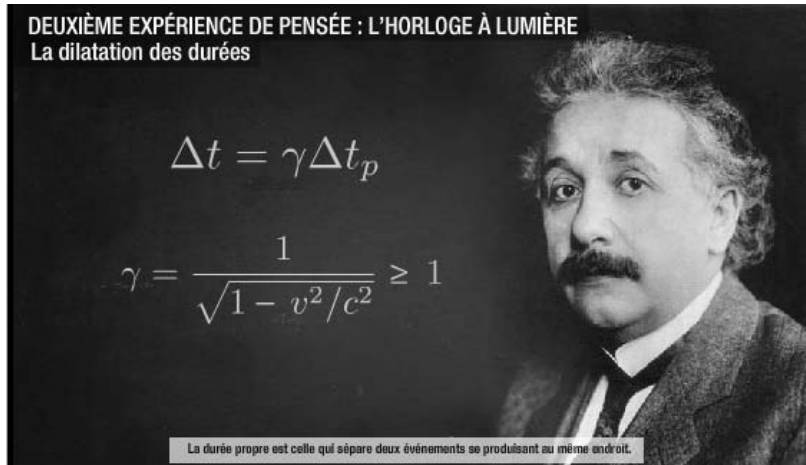 DEUXIÈME EXPÉRIENCE DE PENSÉE : L'HORLOGE À LUMIÈRE
La dilatation des durées
Δt = γΔt_p
γ = 1 / √(1 − v²/c²) ≥ 1
La durée propre est celle qui sépare deux événements se produisant au même endroit.